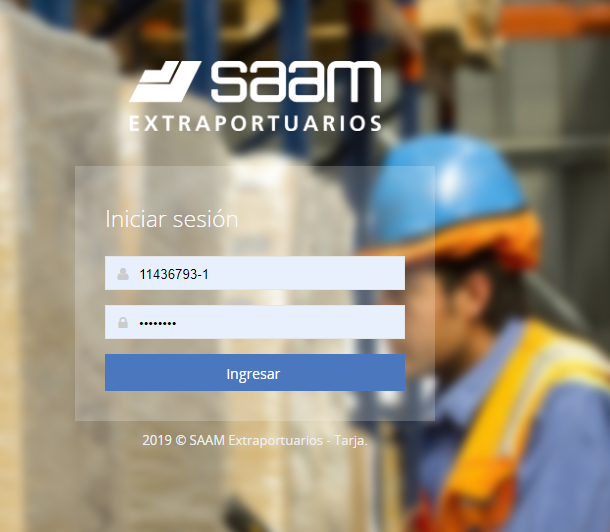 saam
EXTRAPORTUARIOS
Iniciar sesión
11436793-1
••••••••
Ingresar
2019 © SAAM Extraportuarios - Tarja.